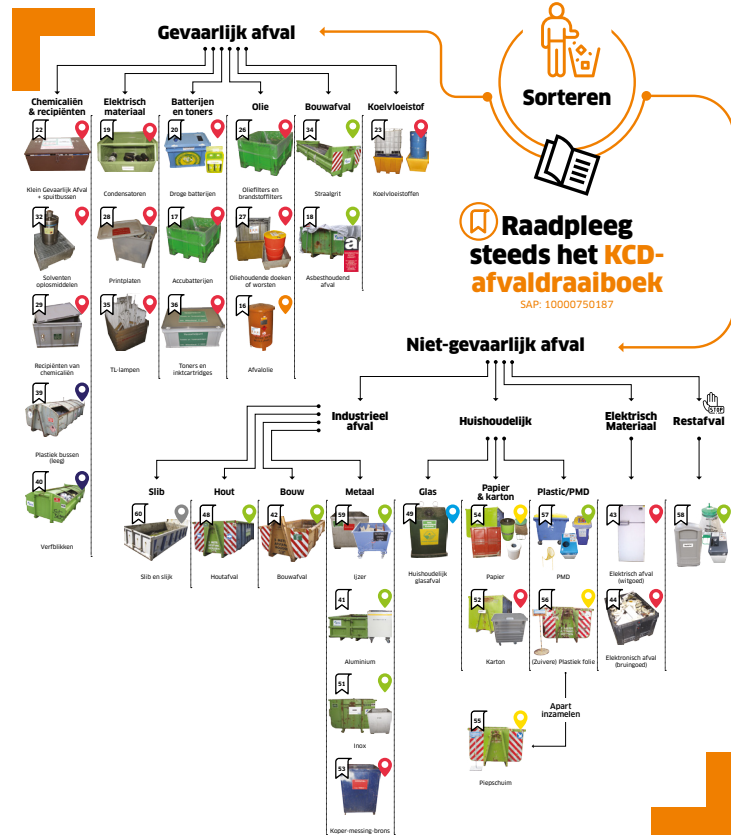 Gevaarlijk afval
Sorteren
Chemicaliën
& recipiënten
Elektrisch
materiaal
Batterijen
en toners
Olie
Bouwafval
Koelvloeistof
22
19
20
26
34
23
Klein Gevaarlijk Afval
+ spuitbussen
Condensatoren
Droge batterijen
Oliefilters en
brandstoffilters
Straalgrit
Koelvloeistoffen
32
28
17
27
18
a
Solventen
oplosmiddelen
Printplaten
Accubatterijen
Oliehoudende doeken
of worsten
Asbesthoudend
afval
29
35
36
16
Recipiënten van
chemicaliën
TL-lampen
Toners en
inktcartridges
Afvalolie
39
Plastiek bussen
(leeg)
40
Verfblikken
Raadpleeg
steeds het KCD-
afvaldraaiboek
SAP: 10000750187
Niet-gevaarlijk afval
STOP
Industrieel
afval
Huishoudelijk
Elektrisch
Materiaal
Restafval
Slib
Hout
Bouw
Metaal
Glas
Papier
& karton
Plastic/PMD
60
48
42
59
49
54
57
43
58
Slib en slijk
Houtafval
Bouwafval
Ijzer
Huishoudelijk
glasafval
Papier
PMD
Elektrisch afval
(witgoed)
41
52
56
44
Aluminium
Karton
(Zuivere) Plastiek folie
Elektronisch afval
(bruingoed)
51
Inox
Apart
inzamelen
55
Piepschuim
53
Koper-messing-brons